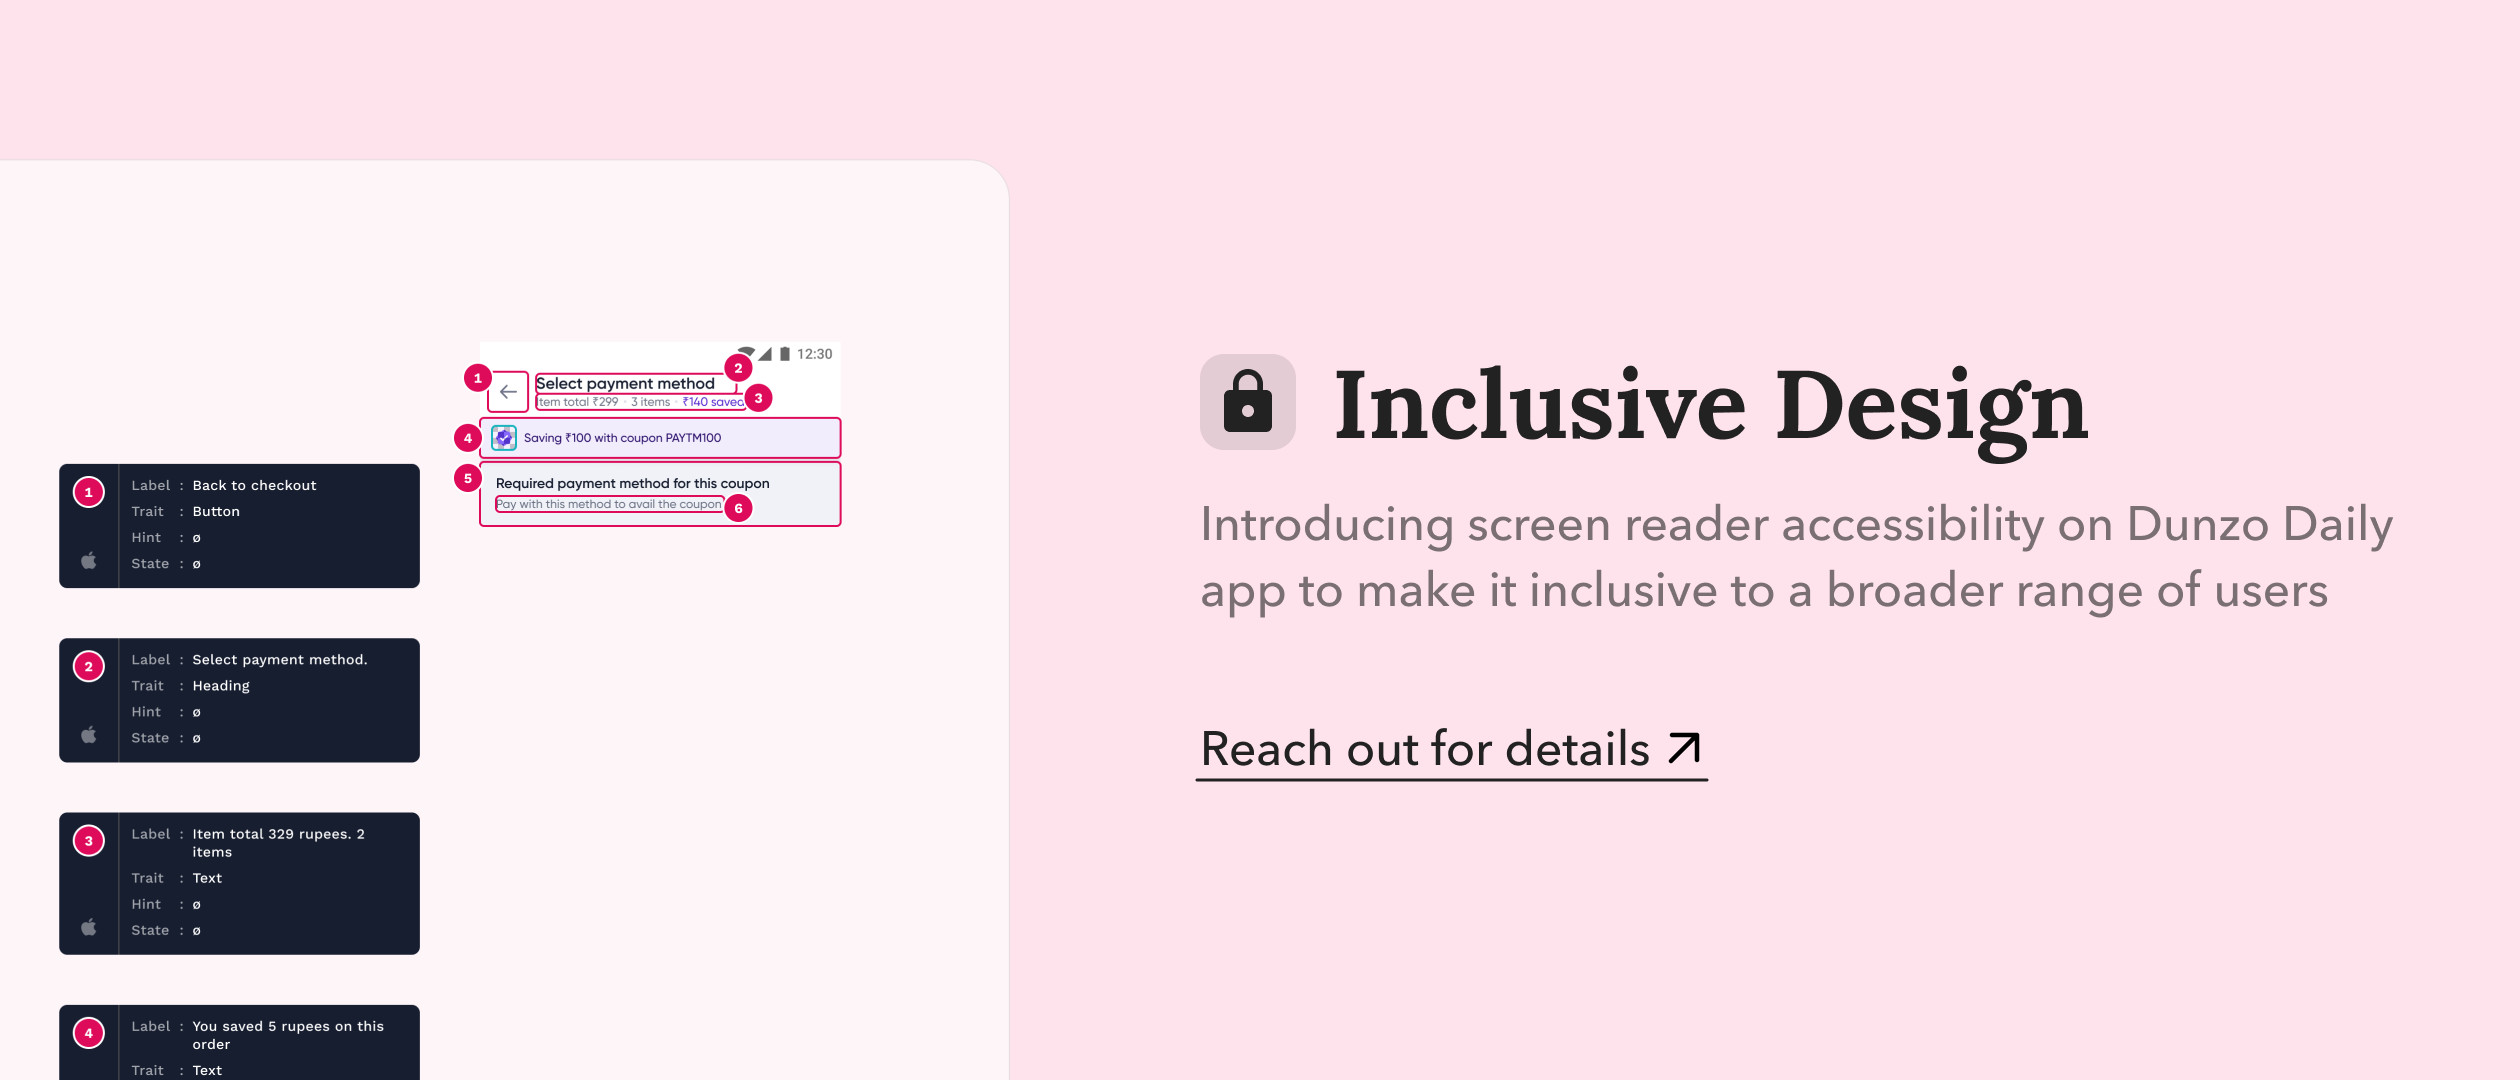 12:30
1
2
Select payment method
3
tem total ₹299 · 3 items · ₹140 saved
4
Saving ₹100 with coupon PAYTM100
5
Required payment method for this coupon
Pay with this method to avail the coupon
6
1
Label : Back to checkout
Trait : Button
Hint : ø
State : ø
2
Label : Select payment method.
Trait : Heading
Hint : ø
State : ø
3
Label : Item total 329 rupees. 2
items
Trait : Text
Hint : ø
State : ø
4
Label : You saved 5 rupees on this
order
Trait : Text
Inclusive Design
Introducing screen reader accessibility on Dunzo Daily
app to make it inclusive to a broader range of users
Reach out for details